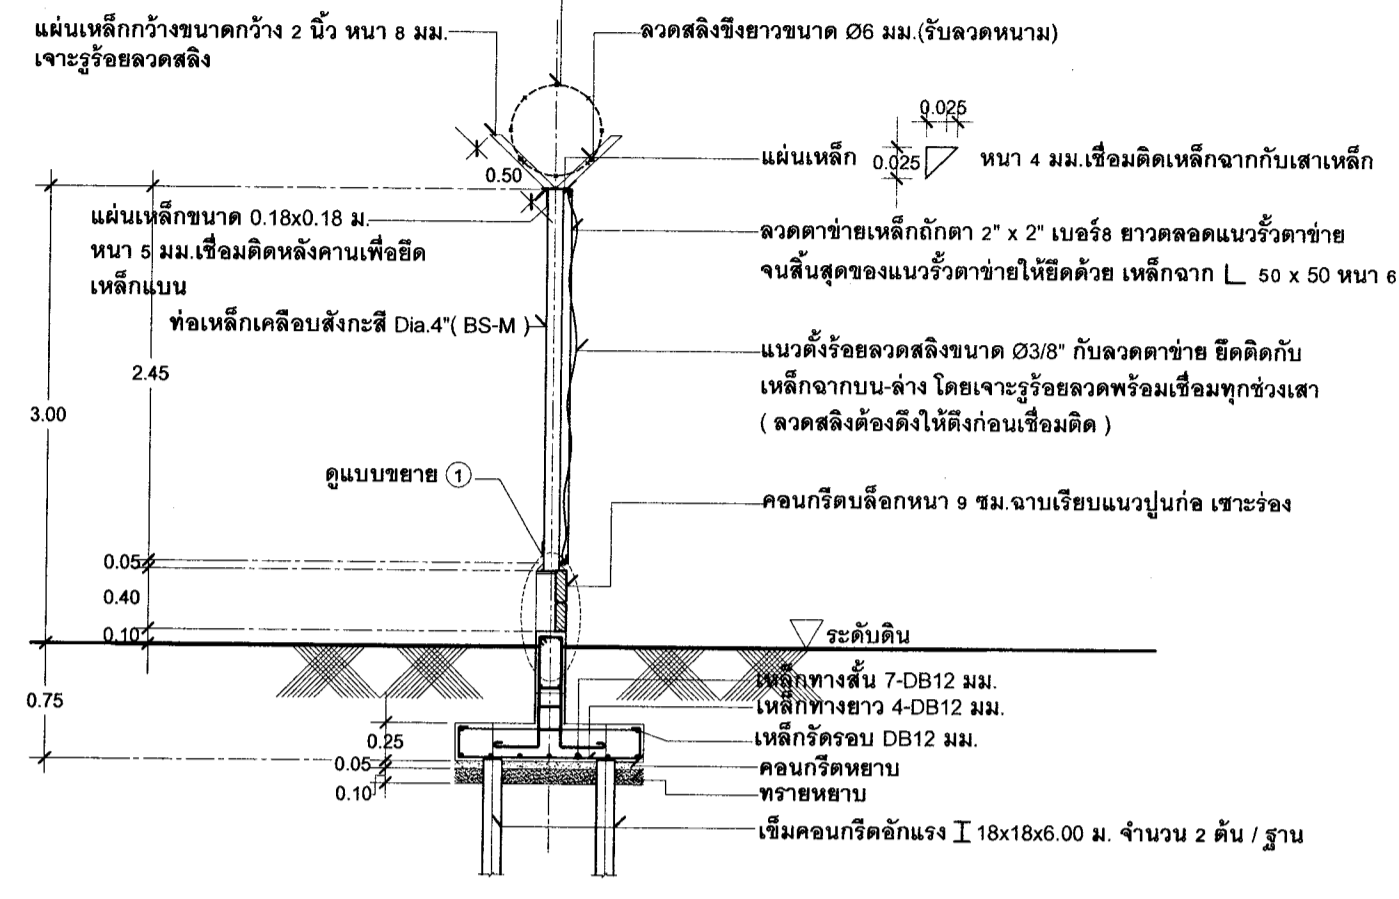 แผ่นเหล็กกว้างขนาดกว้าง 2 นิ้ว หนา 8 มม.
เจาะรูร้อยลวดสลิง
ลวดสลิงขึงยาวขนาด Ø6 มม.(รับลวดหนาม)
0.025
แผ่นเหล็ก 0.025 หนา 4 มม.เชื่อมติดเหล็กฉากกับเสาเหล็ก
0.50
แผ่นเหล็กขนาด 0.18x0.18 ม.
หนา 5 มม.เชื่อมติดหลังคานเพื่อยึด
เหล็กแบน
ลวดตาข่ายเหล็กถักตา 2" x 2" เบอร์8 ยาวตลอดแนวรั้วตาข่าย
จนสิ้นสุดของแนวรั้วตาข่ายให้ยึดด้วย เหล็กฉาก 50 x 50 หนา 6
ท่อเหล็กเคลือบสังกะสี Dia.4"( BS-M )
แนวตั้งร้อยลวดสลิงขนาด Ø3/8" กับลวดตาข่าย ยึดติดกับ
เหล็กฉากบน-ล่าง โดยเจาะรูร้อยลวดพร้อมเชื่อมทุกช่วงเสา
( ลวดสลิงต้องดึงให้ตึงก่อนเชื่อมติด )
2.45
3.00
ดูแบบขยาย 1
คอนกรีตบล็อกหนา 9 ซม.ฉาบเรียบแนวปูนก่อ เซาะร่อง
0.05
0.40
0.10
ระดับดิน
0.75
เหล็กทางสั้น 7-DB12 มม.
เหล็กทางยาว 4-DB12 มม.
เหล็กรัดรอบ DB12 มม.
0.25
0.05
คอนกรีตหยาบ
0.10
ทรายหยาบ
เข็มคอนกรีตอักแรง 18x18x6.00 ม. จำนวน 2 ต้น / ฐาน